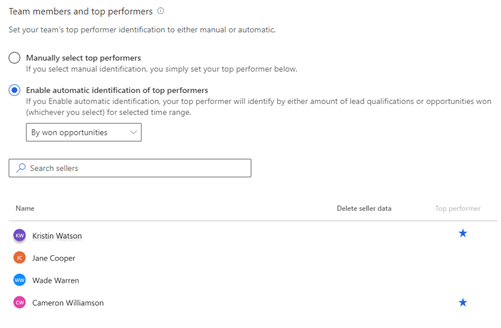 Team members and top performers
Set your team's top performer identification to either manual or automatic.
Manually select top performers
If you select manual identification, you simply set your top performer below.
Enable automatic identification of top performers
If you Enable automatic identification, your top performer will identify by either amount of lead qualifications or opportunities won
(whichever you select) for selected time range.
By won opportunities
Search sellers
Name Delete seller data Top performer
KW Kristin Watson
JC Jane Cooper
WW Wade Warren
CW Cameron Williamson